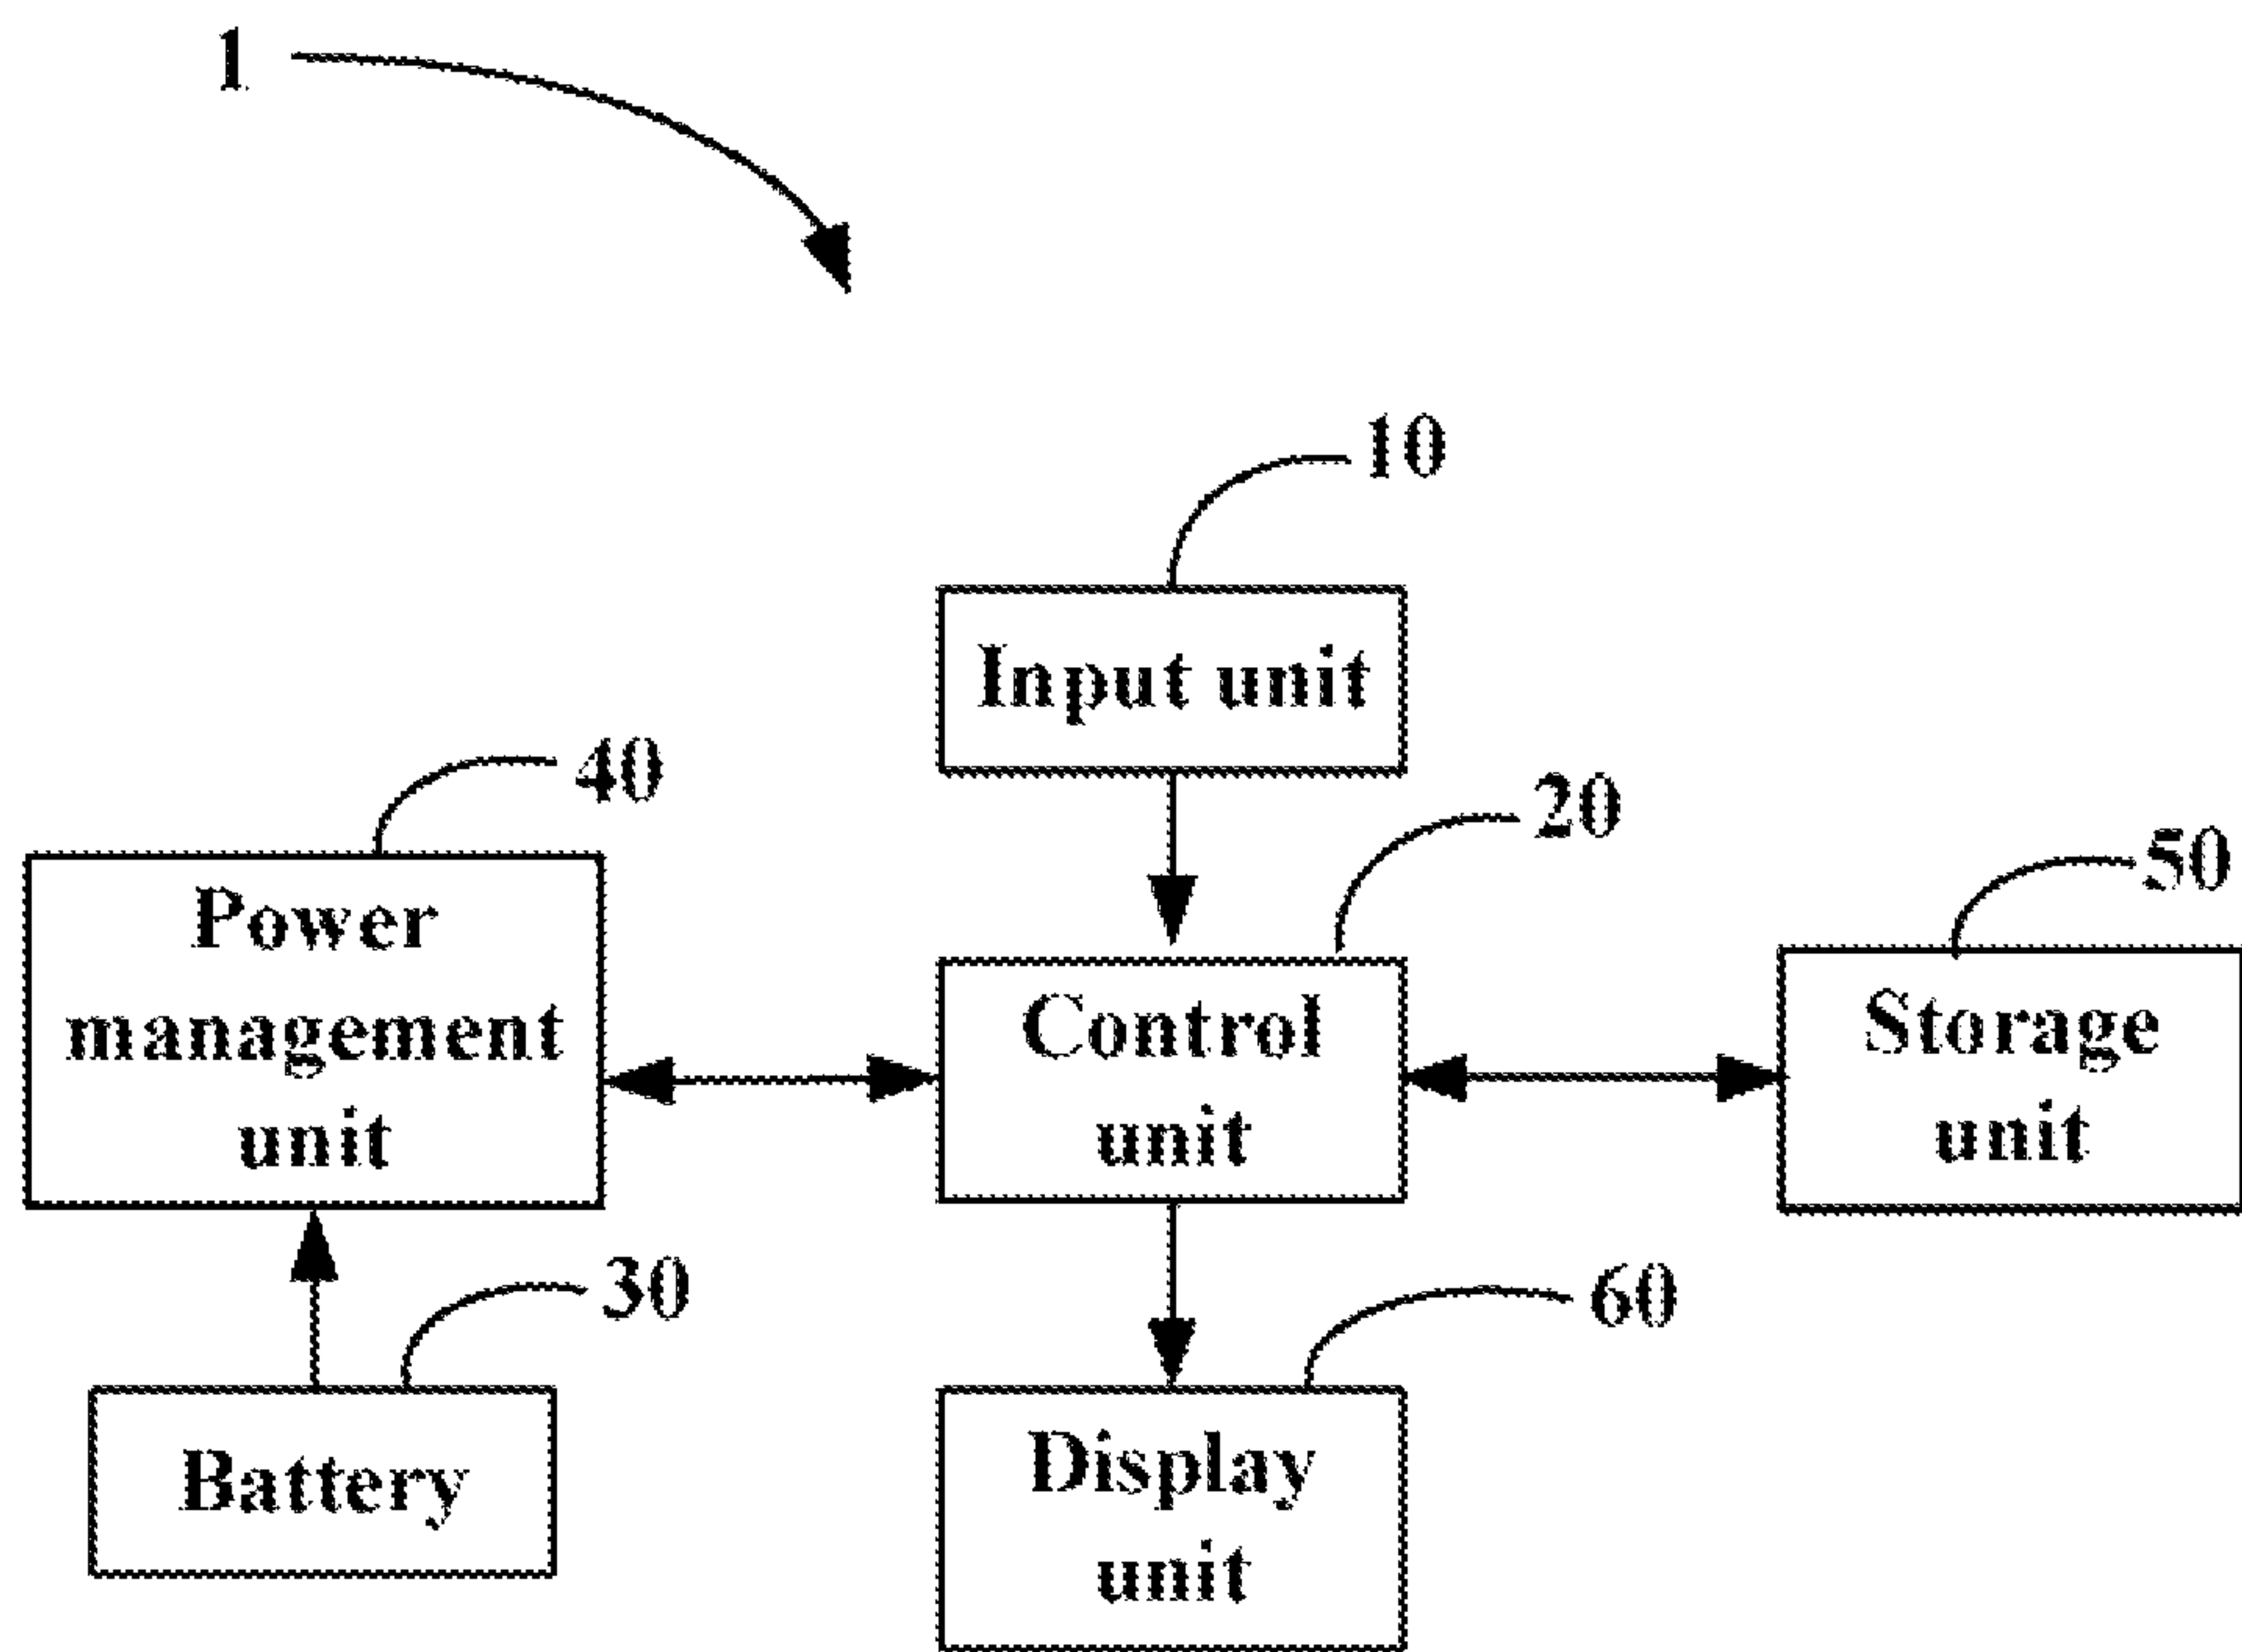 1
10
Input unit
40
20
50
Power
management
unit
Control
unit
Storage
unit
30
60
Battery
Display
unit